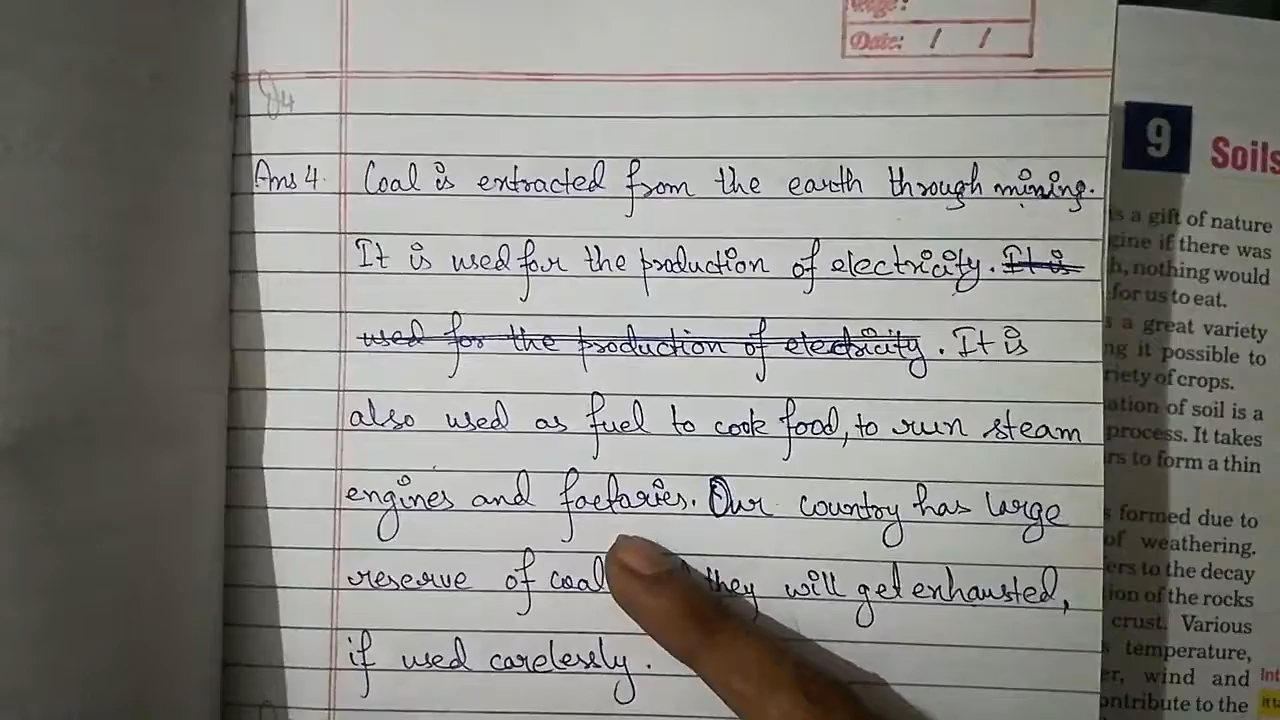 Page:
Date: / /
Q4
Ans 4. Coal is extracted from the earth through mining.
It is used for the production of electricity. It is
used for the production of electricity. It is
also used as fuel to cook food, to run steam
engines and factories. Our country has large
reserve of coal they will get exhausted,
if used carelessly.
9 Soils
is a gift of nature
gine if there was
h, nothing would
for us to eat.
s a great variety
ng it possible to
riety of crops.
ation of soil is a
process. It takes
rs to form a thin
s formed due to
of weathering.
ers to the decay
ion of the rocks
crust. Various
temperature,
er, wind and
ontribute to the